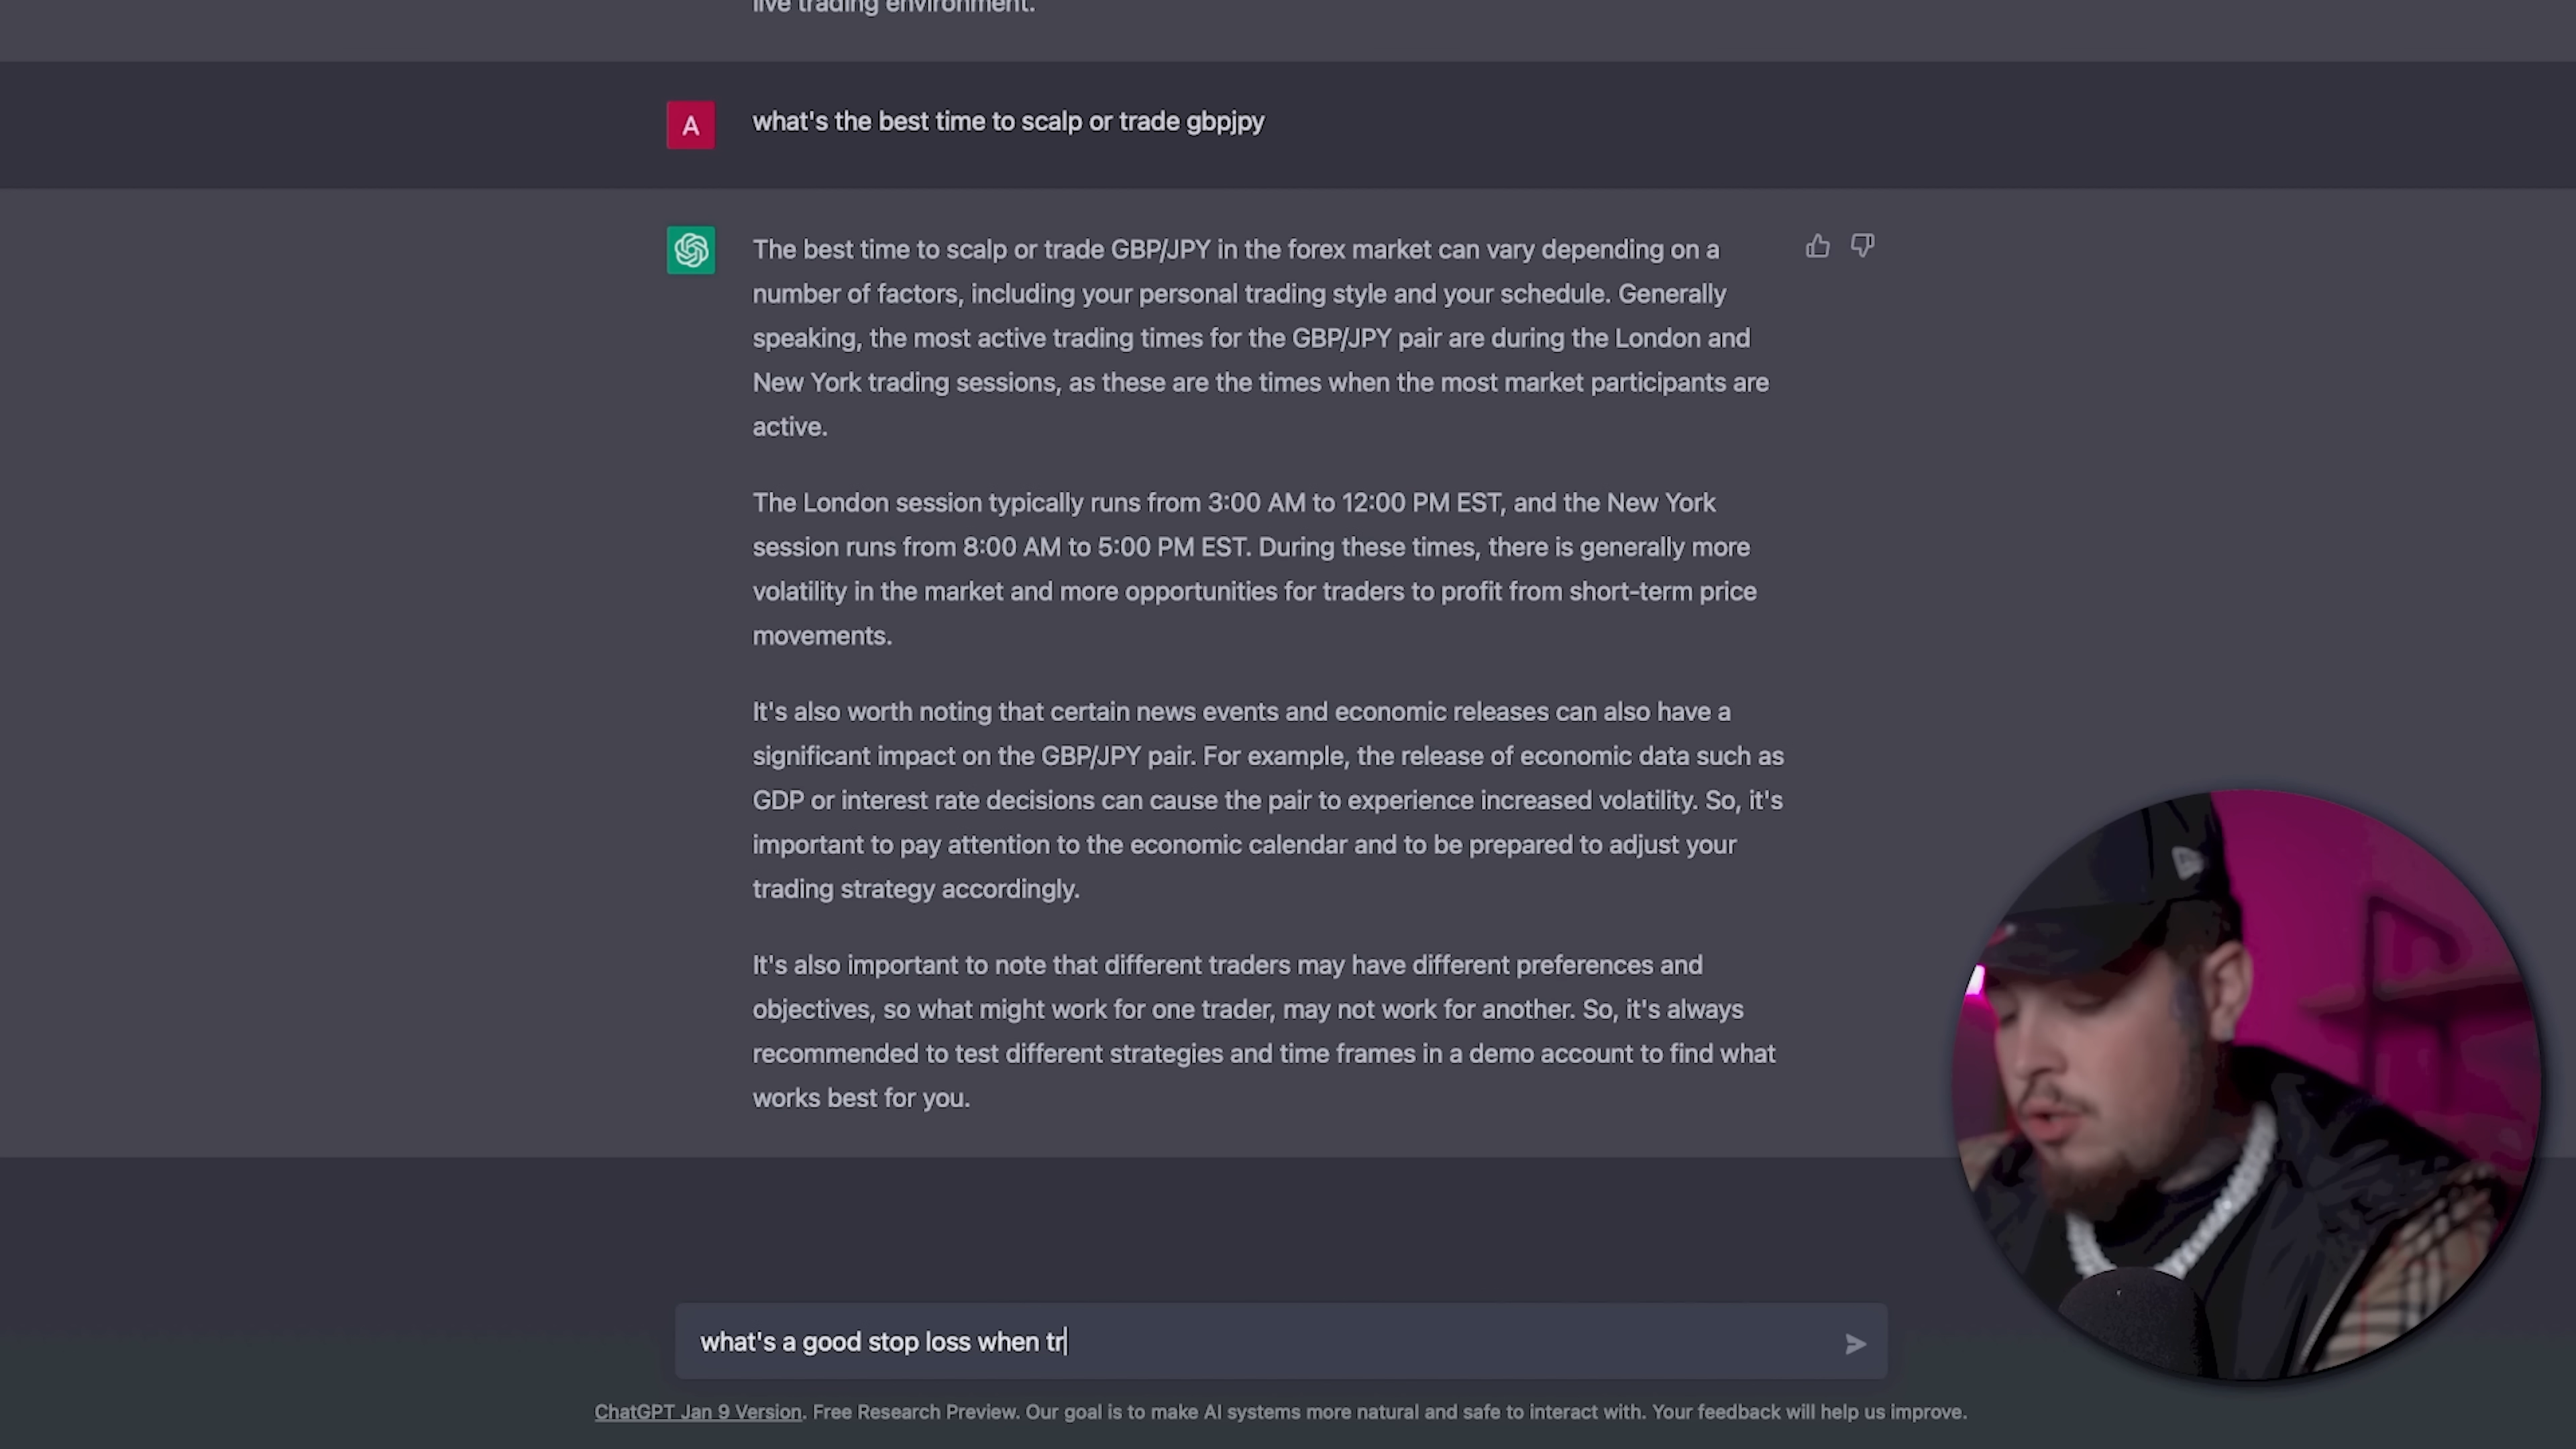 live trading environment.
A
what's the best time to scalp or trade gbpjpy
The best time to scalp or trade GBP/JPY in the forex market can vary depending on a
number of factors, including your personal trading style and your schedule. Generally
speaking, the most active trading times for the GBP/JPY pair are during the London and
New York trading sessions, as these are the times when the most market participants are
active.
The London session typically runs from 3:00 AM to 12:00 PM EST, and the New York
session runs from 8:00 AM to 5:00 PM EST. During these times, there is generally more
volatility in the market and more opportunities for traders to profit from short-term price
movements.
It's also worth noting that certain news events and economic releases can also have a
significant impact on the GBP/JPY pair. For example, the release of economic data such as
GDP or interest rate decisions can cause the pair to experience increased volatility. So, it's
important to pay attention to the economic calendar and to be prepared to adjust your
trading strategy accordingly.
It's also important to note that different traders may have different preferences and
objectives, so what might work for one trader, may not work for another. So, it's always
recommended to test different strategies and time frames in a demo account to find what
works best for you.
what's a good stop loss when tr
ChatGPT Jan 9 Version. Free Research Preview. Our goal is to make AI systems more natural and safe to interact with. Your feedback will help us improve.